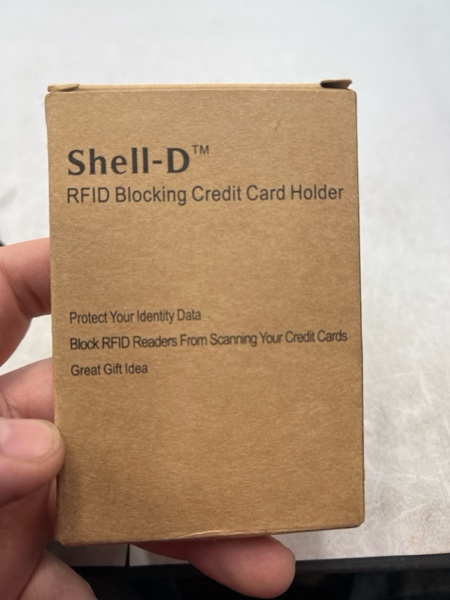 Shell-D™
RFID Blocking Credit Card Holder
Protect Your Identity Data
Block RFID Readers From Scanning Your Credit Cards
Great Gift Idea